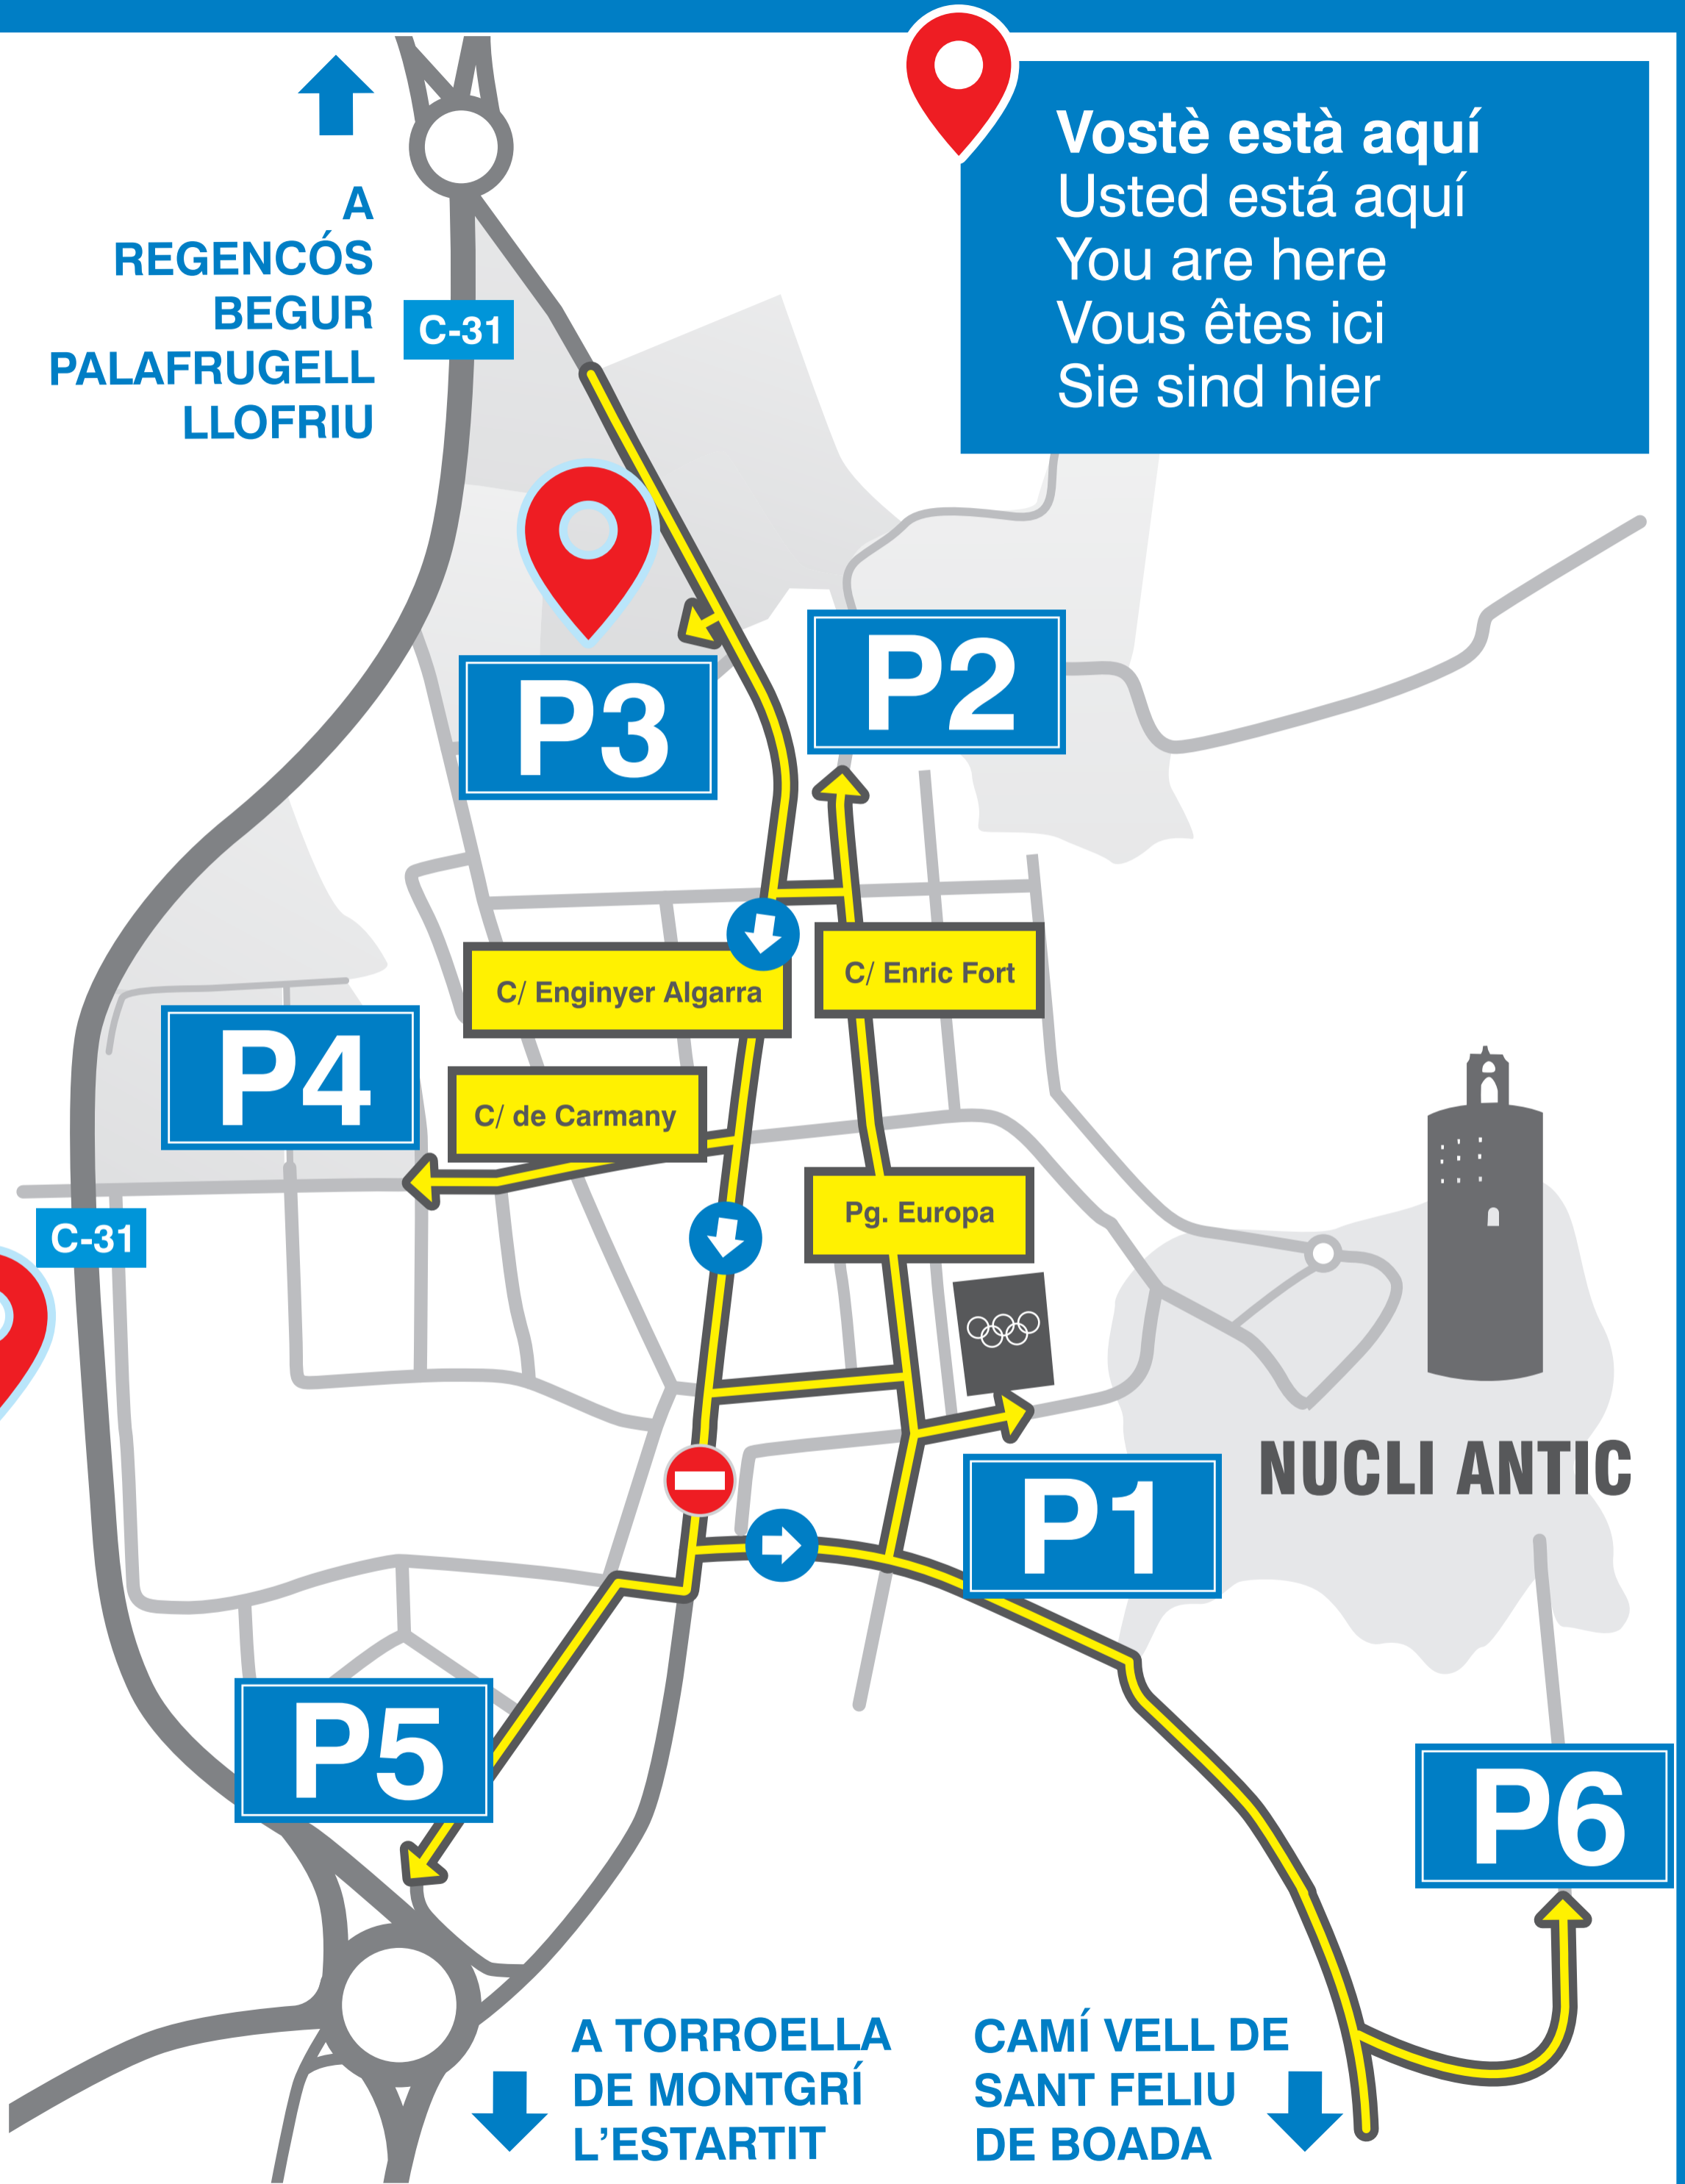 Vostè està aquí
Usted está aquí
You are here
Vous êtes ici
Sie sind hier
A
REGENCÓS
BEGUR
PALAFRUGELL
LLOFRIU
C-31
P2
P3
C/ Enric Fort
C/ Enginyer Algarra
P4
C/ de Carmany
Pg. Europa
C-31
NUCLI ANTIC
P1
P5
P6
A TORROELLA
DE MONTGRÍ
L'ESTARTIT
CAMÍ VELL DE
SANT FELIU
DE BOADA